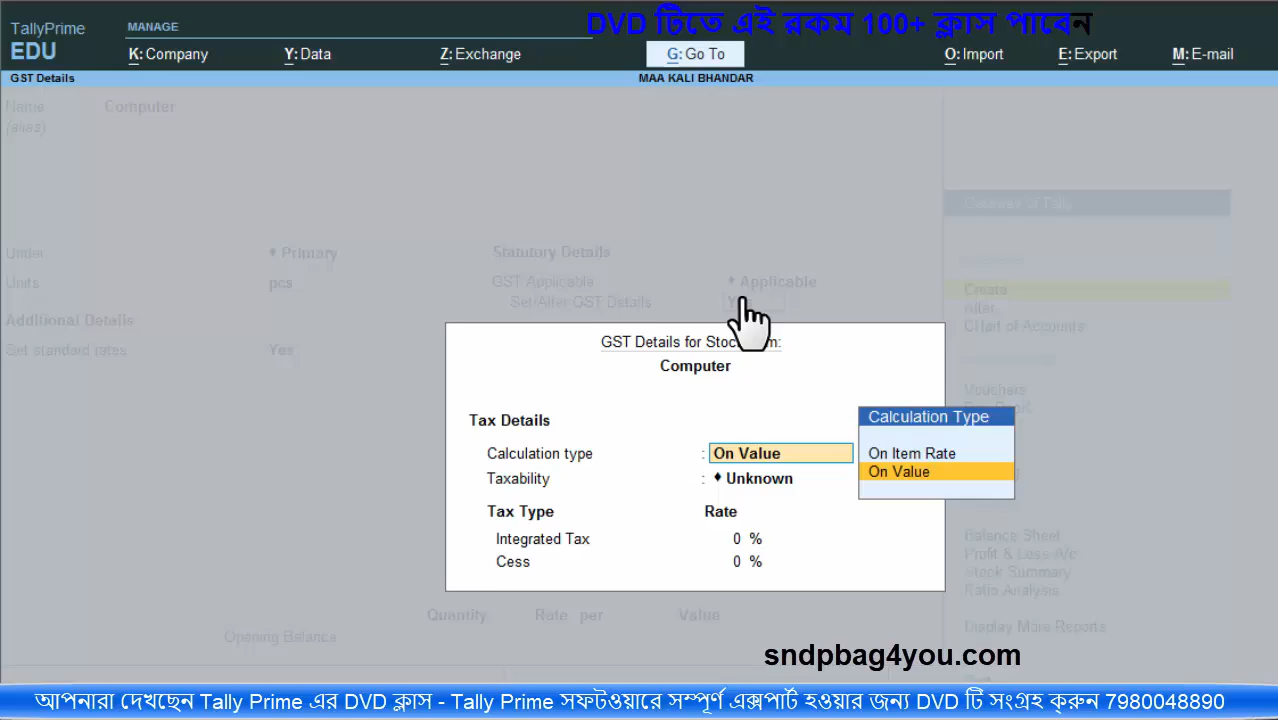 DVD টিতে এই রকম 100+ ক্লাস পাবেন
TallyPrime
MANAGE
EDU
K: Company
Y: Data
Z: Exchange
G: Go To
O: Import
E: Export
M: E-mail
GST Details
MAA KALI BHANDAR
Name
Computer
(alias)
Gateway of Tally
Under
♦ Primary
Statutory Details
Units
pcs
GST Applicable
♦ Applicable
Set/Alter GST Details
Create
Alter
CHart of Accounts
Additional Details
Set standard rates
Yes
GST Details for Stock
Computer
Vouchers
Tax Details
Calculation Type
Calculation type : On Value
On Item Rate
On Value
Taxability : ♦ Unknown
Tax Type
Rate
Integrated Tax
0 %
Cess
0 %
Balance Sheet
Profit & Loss A/c
Stock Summary
Ratio Analysis
Display More Reports
Quantity
Rate per
Value
Opening Balance
sndpbag4you.com
আপনারা দেখছেন Tally Prime এর DVD ক্লাস - Tally Prime সফটওয়ারে সম্পূর্ণ এক্সপার্ট হওয়ার জন্য DVD টি সংগ্রহ করুন 7980048890